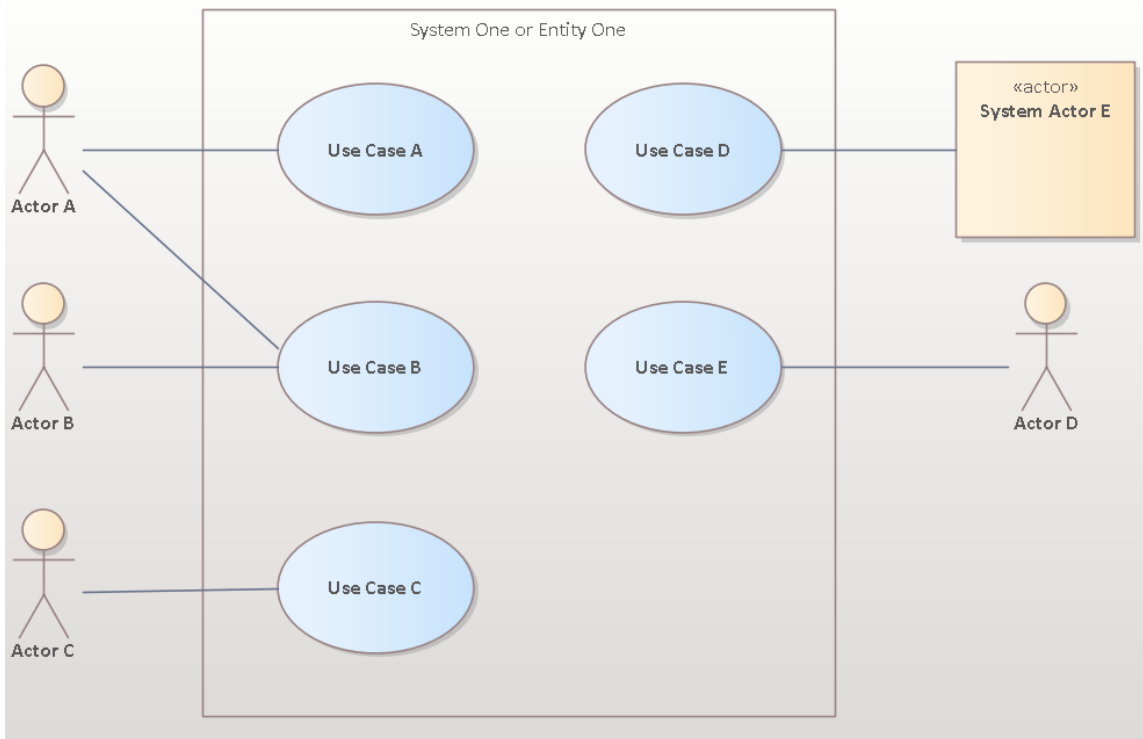 System One or Entity One
«actor»
System Actor E
Use Case A
Use Case D
Actor A
Use Case B
Use Case E
Actor B
Actor D
Use Case C
Actor C